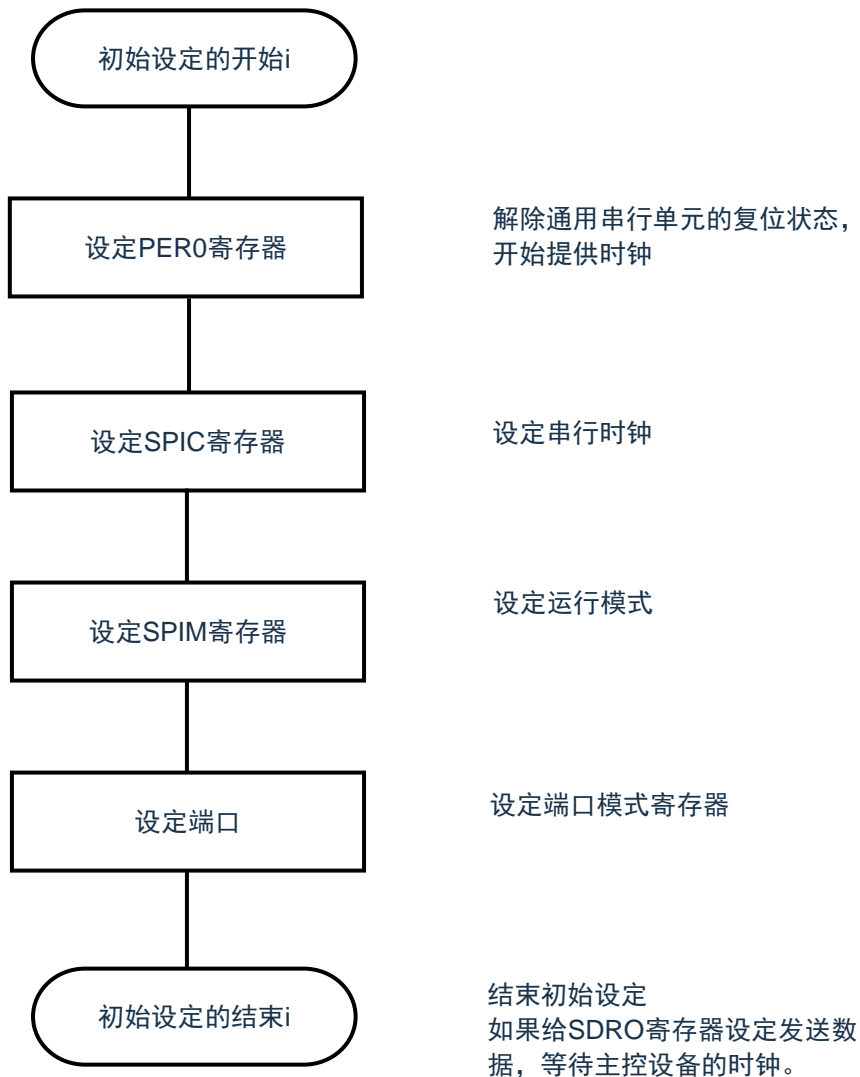 初始设定的开始i
设定PER0寄存器
解除通用串行单元的复位状态，
开始提供时钟
设定SPIC寄存器
设定串行时钟
设定SPIM寄存器
设定运行模式
设定端口
设定端口模式寄存器
初始设定的结束i
结束初始设定
如果给SDRO寄存器设定发送数
据，等待主控设备的时钟。